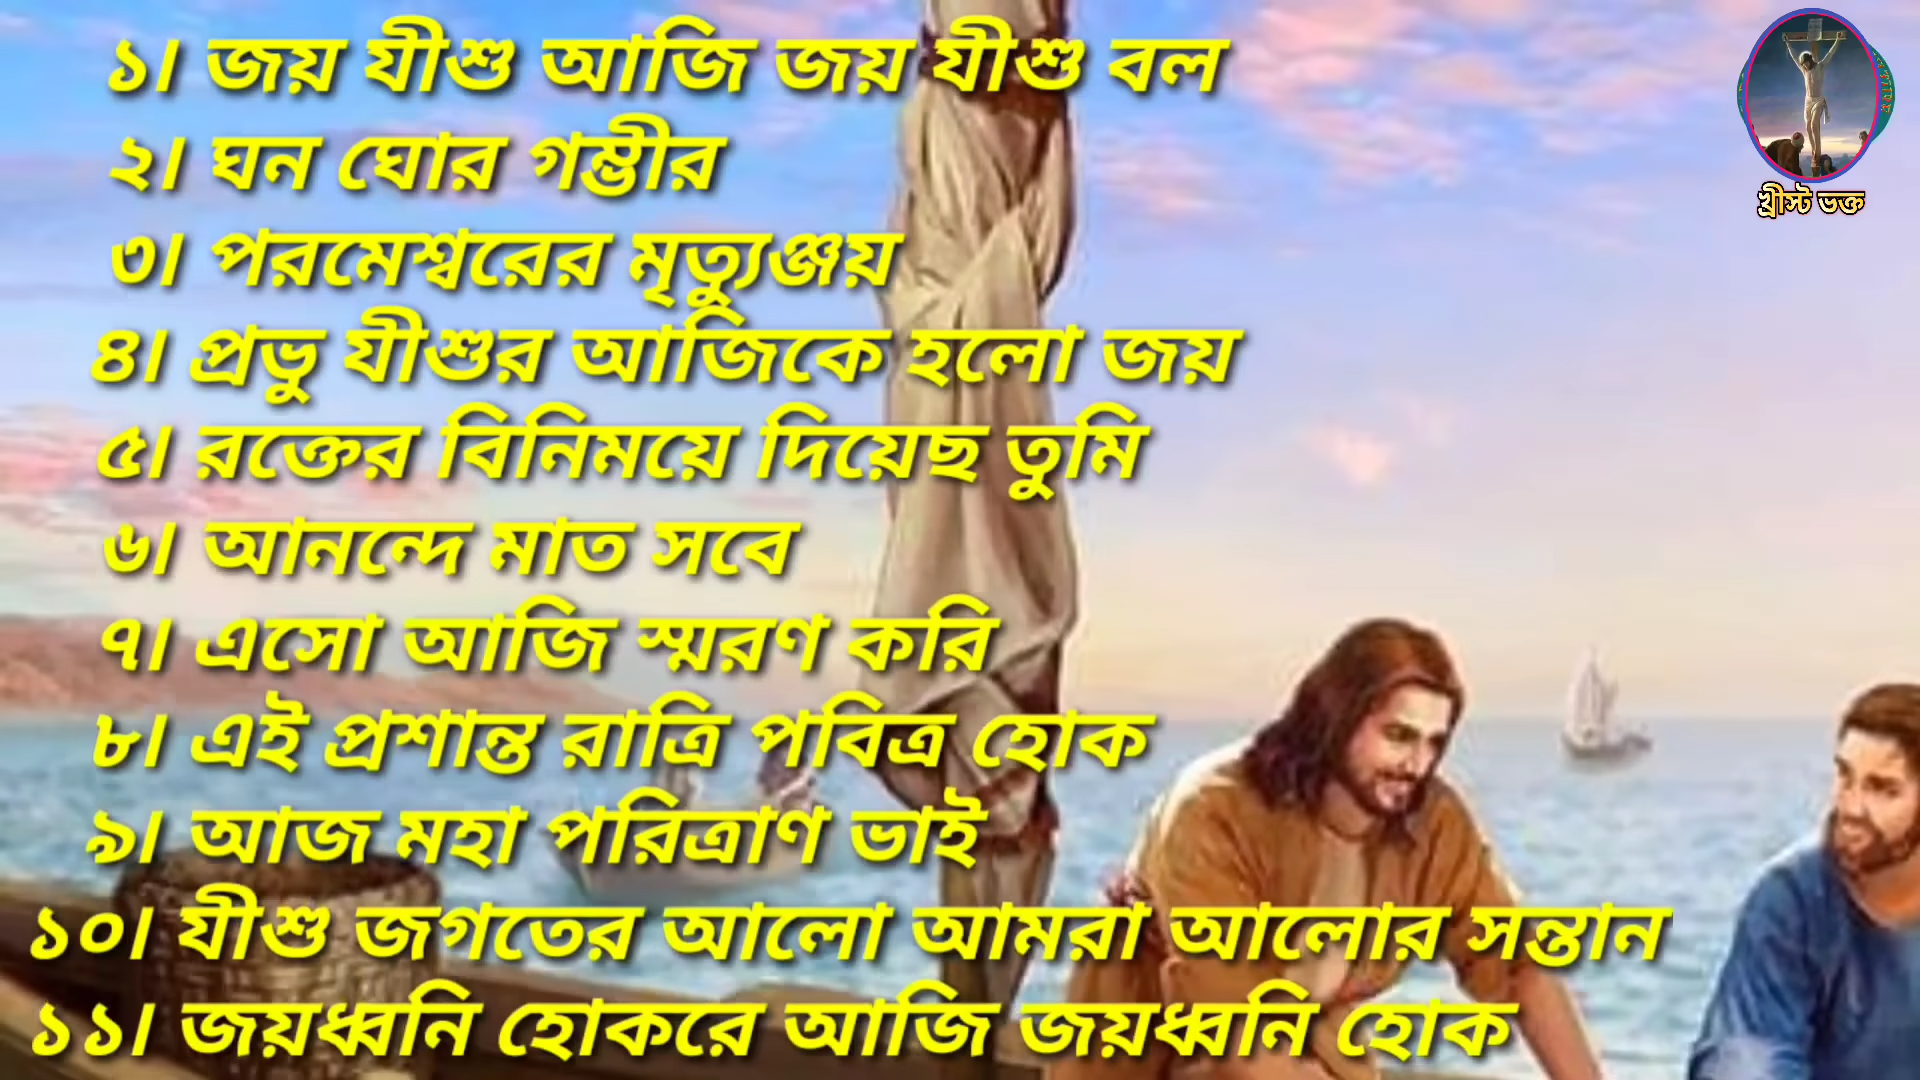 ১। জয় যীশু আজি জয় যীশু বল
২। ঘন ঘোর গম্ভীর
৩। পরমেশ্বরের মৃত্যুঞ্জয়
৪। প্রভু যীশুর আজিকে হলো জয়
৫। রক্তের বিনিময়ে দিয়েছ তুমি
৬। আনন্দে মাত সবে
৭। এসো আজি স্মরণ করি
৮। এই প্রশান্ত রাত্রি পবিত্র হোক
৯। আজ মহা পরিত্রাণ ভাই
১০। যীশু জগতের আলো আমরা আলোর সন্তান
১১। জয়ধ্বনি হোকরে আজি জয়ধ্বনি হোক
খ্রীস্ট ভক্ত